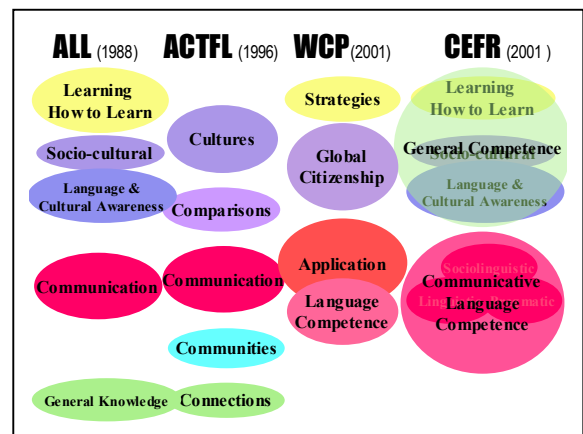 ALL (1988)
ACTFL (1996)
WCP(2001)
CEFR (2001 )
Learning
How to Learn
Socio-cultural
Language &
Cultural Awareness
Communication
General Knowledge
Cultures
Comparisons
Communication
Communities
Connections
Strategies
Global
Citizenship
Application
Language
Competence
Learning
How to Learn
General Competence
Socio-cultural
Language &
Cultural Awareness
Sociolinguistic
Communicative
Language
Competence